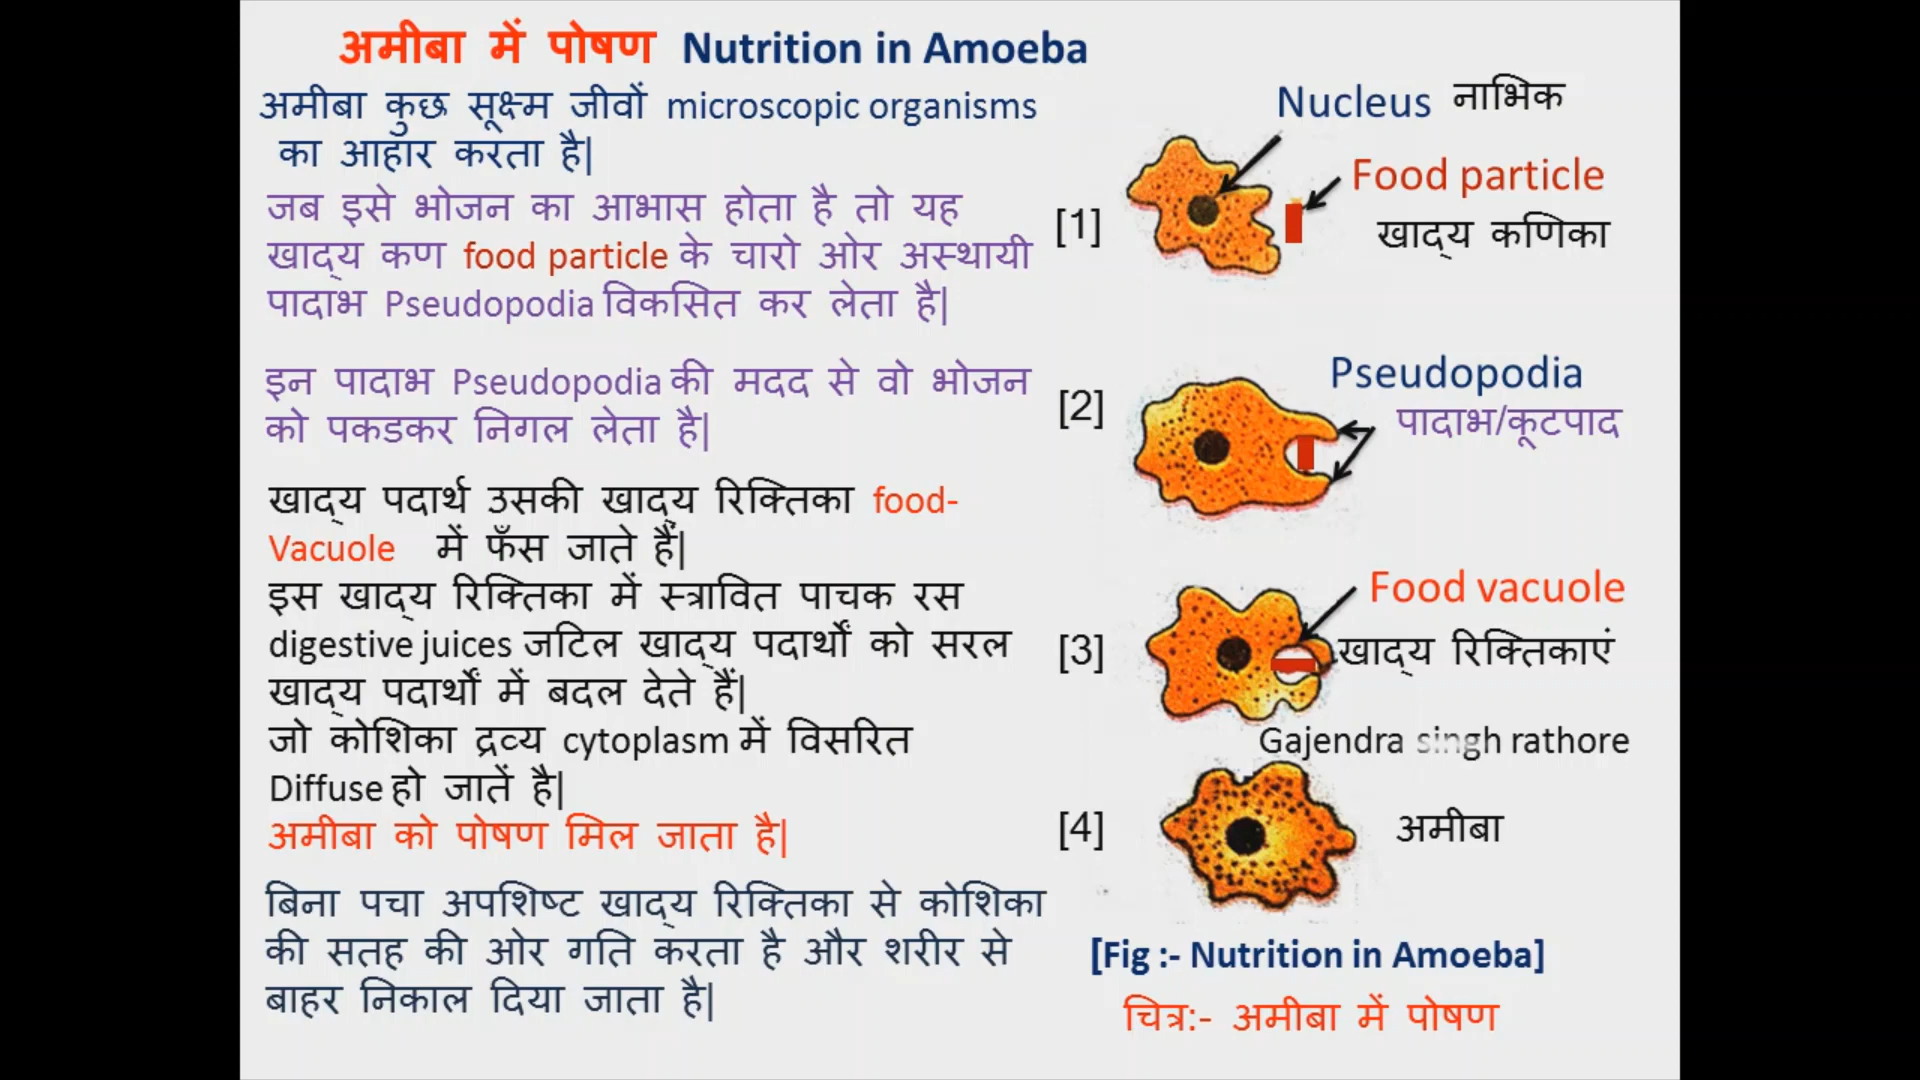 अमीबा में पोषण Nutrition in Amoeba
अमीबा कुछ सूक्ष्म जीवों microscopic organisms
का आहार करता है|
जब इसे भोजन का आभास होता है तो यह
खाद्य कण food particle के चारो ओर अस्थायी
पादाभ Pseudopodia विकसित कर लेता है|
इन पादाभ Pseudopodia की मदद से वो भोजन
को पकडकर निगल लेता है|
खाद्य पदार्थ उसकी खाद्य रिक्तिका food-
Vacuole में फँस जाते हैं|
इस खाद्य रिक्तिका में स्त्रावित पाचक रस
digestive juices जटिल खाद्य पदार्थों को सरल
खाद्य पदार्थों में बदल देते हैं|
जो कोशिका द्रव्य cytoplasm में विसरित
Diffuse हो जातें है|
अमीबा को पोषण मिल जाता है|
बिना पचा अपशिष्ट खाद्य रिक्तिका से कोशिका
की सतह की ओर गति करता है और शरीर से
बाहर निकाल दिया जाता है|
Nucleus नाभिक
Food particle
[1]
खाद्य कणिका
Pseudopodia
[2] पादाभ/कूटपाद
Food vacuole
[3] खाद्य रिक्तिकाएं
Gajendra singh rathore
[4] अमीबा
[Fig :- Nutrition in Amoeba]
चित्र:- अमीबा में पोषण